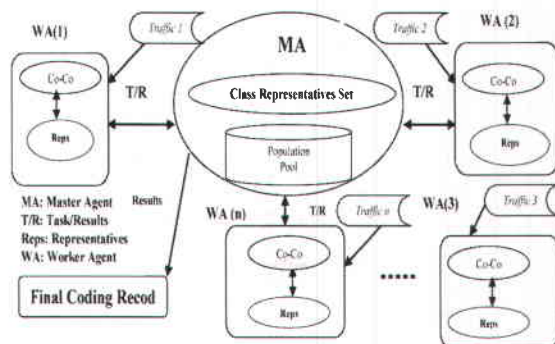 WA(1)
Traffic 1
MA
Traffic 2
WA (2)
Co-Co
Reps
T/R
Class Representatives Set
Population
Pool
T/R
Co-Co
Reps
MA: Master Agent
T/R: Task/Results
Reps: Representatives
WA: Worker Agent
Results
Final Coding Recod
WA (n)
T/R
Traffic n
Co-Co
Reps
WA(3)
Traffic 3
Co-Co
Reps